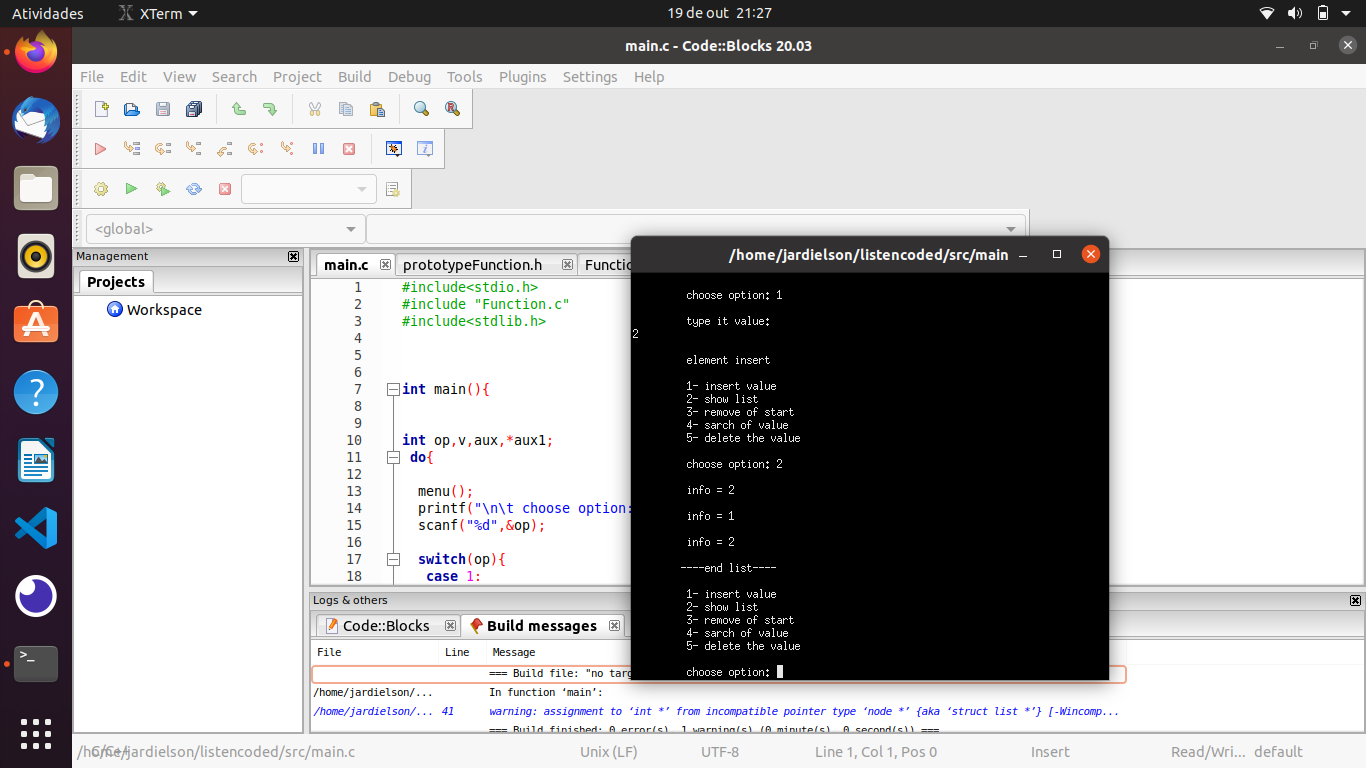 Atividades XTerm 19 de out 21:27
main.c - Code::Blocks 20.03
File Edit View Search Project Build Debug Tools Plugins Settings Help
<global>
Management
Projects
Workspace
main.c prototypeFunction.h Functio
1 #include<stdio.h>
2 #include "Function.c"
3 #include<stdlib.h>
4
5
6
7 int main(){
8
9
10 int op,v,aux,*aux1;
11 do{
12
13 menu();
14 printf("\n\t choose option:
15 scanf("%d",&op);
16
17 switch(op){
18 case 1:
/home/jardielson/listencoded/src/main
choose option: 1
type it value:
2
element insert
1- insert value
2- show list
3- remove of start
4- sarch of value
5- delete the value
choose option: 2
info = 2
info = 1
info = 2
----end list----
1- insert value
2- show list
3- remove of start
4- sarch of value
5- delete the value
choose option:
Logs & others
Code::Blocks Build messages
File Line Message
=== Build file: "no targ
/home/jardielson/... In function ‘main’:
/home/jardielson/... 41 warning: assignment to ‘int *’ from incompatible pointer type ‘node *’ {aka ‘struct list *’} [-Wincomp...
=== Build finished: 0 error(s), 1 warning(s) (0 minute(s), 0 second(s)) ===
/home/jardielson/listencoded/src/main.c C/C++ Unix (LF) UTF-8 Line 1, Col 1, Pos 0 Insert Read/Wri... default